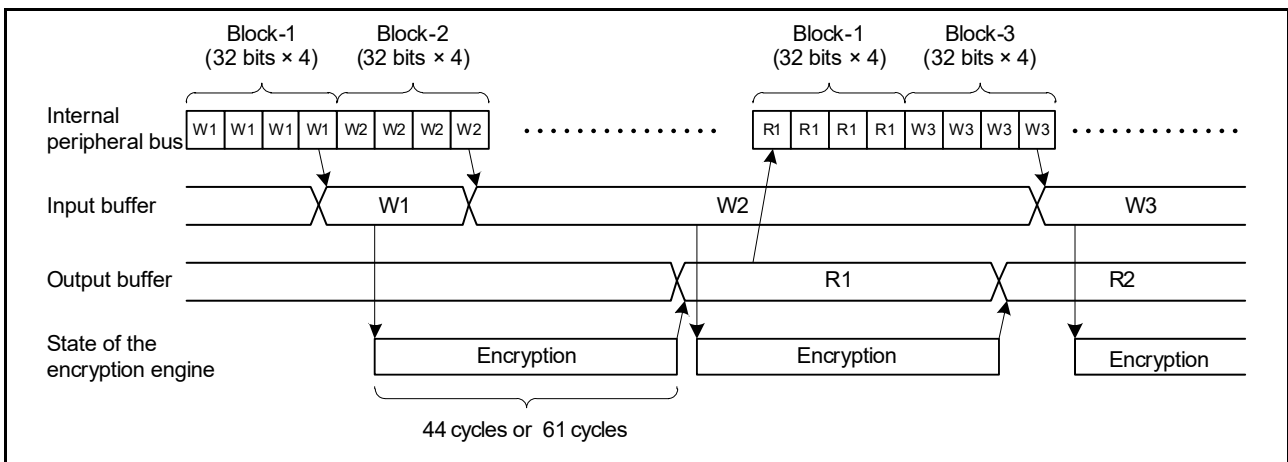 Block-1 Block-2 Block-1 Block-3
(32 bits × 4) (32 bits × 4) (32 bits × 4) (32 bits × 4)
Internal
peripheral bus
W1 W1 W1 W1 W2 W2 W2 W2 R1 R1 R1 R1 W3 W3 W3 W3
Input buffer W1 W2 W3
Output buffer R1 R2
State of the
encryption engine
Encryption Encryption Encryption
44 cycles or 61 cycles